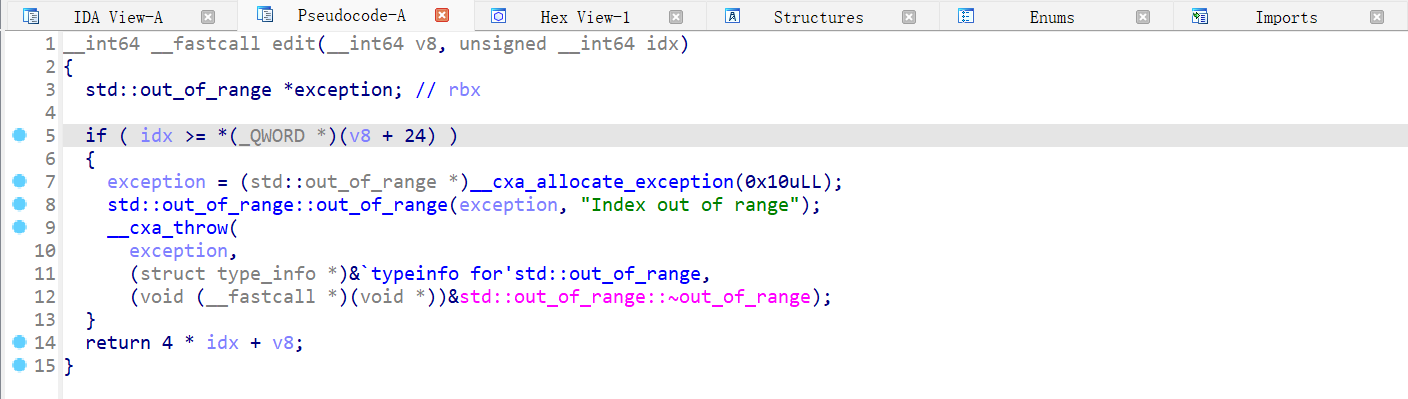 IDA View-A Pseudocode-A Hex View-1 Structures Enums Imports
1 __int64 __fastcall edit(__int64 v8, unsigned __int64 idx)
2 {
3   std::out_of_range *exception; // rbx
4
5   if ( idx >= *(_QWORD *)(v8 + 24) )
6   {
7     exception = (std::out_of_range *)__cxa_allocate_exception(0x10uLL);
8     std::out_of_range::out_of_range(exception, "Index out of range");
9     __cxa_throw(
10       exception,
11       (struct type_info *)&`typeinfo for'std::out_of_range,
12       (void (__fastcall *)(void *))&std::out_of_range::~out_of_range);
13   }
14   return 4 * idx + v8;
15 }